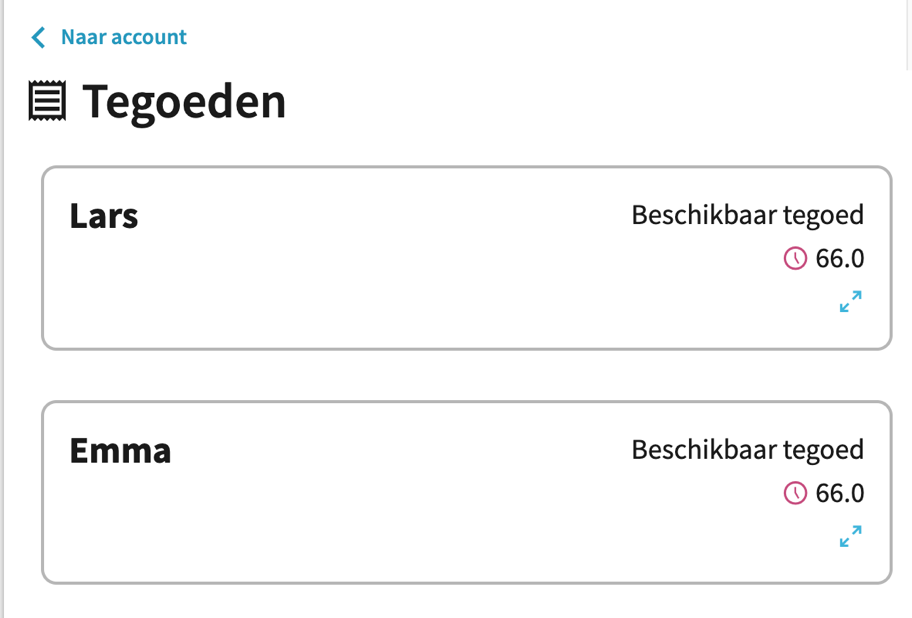 Naar account
Tegoeden
Lars
Beschikbaar tegoed
66.0
Emma
Beschikbaar tegoed
66.0